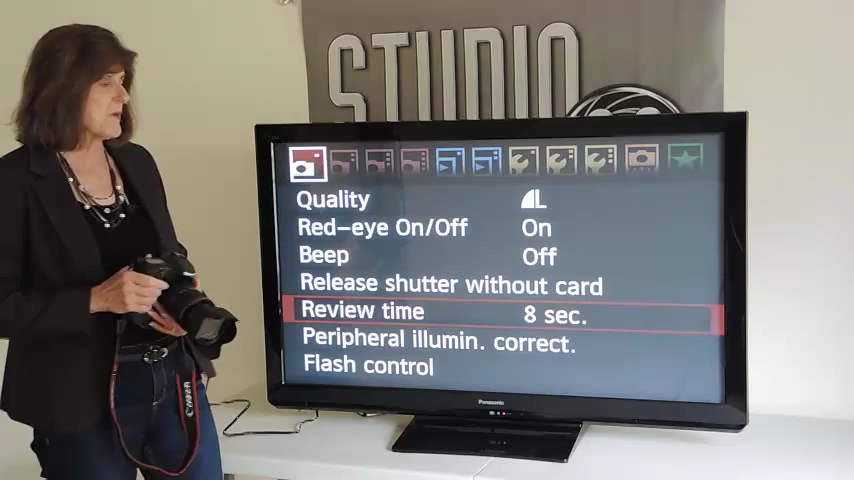 STUDIO
Quality L
Red-eye On/Off On
Beep Off
Release shutter without card
Review time 8 sec.
Peripheral illumin. correct.
Flash control
Panasonic
Canon